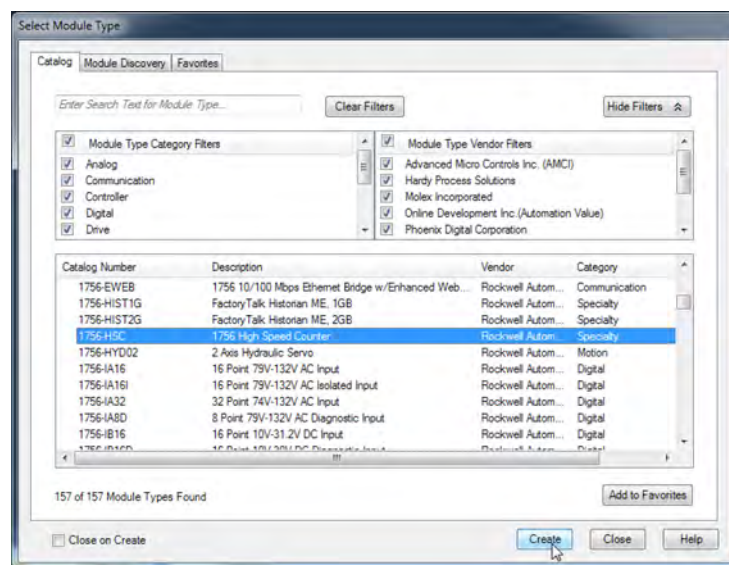 Select Module Type
Catalog Module Discovery Favorites
Enter Search Text for Module Type...
Clear Filters
Hide Filters
Module Type Category Filters
Analog
Communication
Controller
Digital
Drive
Module Type Vendor Filters
Advanced Micro Controls Inc. (AMCI)
Hardy Process Solutions
Molex Incorporated
Online Development Inc.(Automation Value)
Phoenix Digital Corporation
Catalog Number Description Vendor Category
1756-EWEB 1756 10/100 Mbps Ethernet Bridge w/Enhanced Web... Rockwell Autom... Communication
1756-HIST1G FactoryTalk Historian ME, 1GB Rockwell Autom... Specialty
1756-HIST2G FactoryTalk Historian ME, 2GB Rockwell Autom... Specialty
1756-HSC 1756 High Speed Counter Rockwell Autom... Specialty
1756-HYD02 2 Axis Hydraulic Servo Rockwell Autom... Motion
1756-IA16 16 Point 79V-132V AC Input Rockwell Autom... Digital
1756-IA16I 16 Point 79V-132V AC Isolated Input Rockwell Autom... Digital
1756-IA32 32 Point 74V-132V AC Input Rockwell Autom... Digital
1756-IA8D 8 Point 79V-132V AC Diagnostic Input Rockwell Autom... Digital
1756-IB16 16 Point 10V-31.2V DC Input Rockwell Autom... Digital
157 of 157 Module Types Found
Add to Favorites
Close on Create
Create Close Help